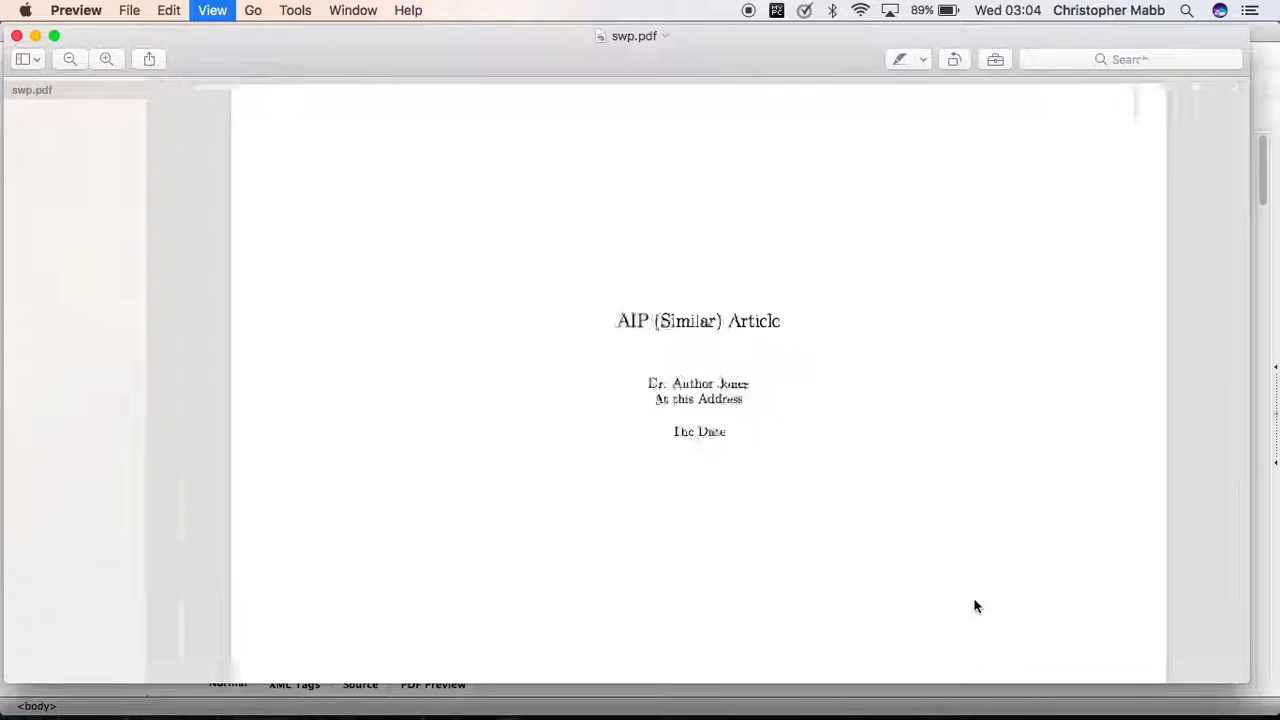 Preview File Edit View Go Tools Window Help 89% Wed 03:04 Christopher Mabb
swp.pdf
Search
swp.pdf
AIP (Similar) Article
Dr. Author Jones
At this Address
The Date
Normal XML Tags Source PDF Preview
<body>